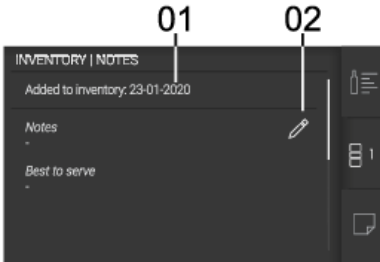 01 02
INVENTORY | NOTES
Added to inventory: 23-01-2020
Notes
-
Best to serve
-
1